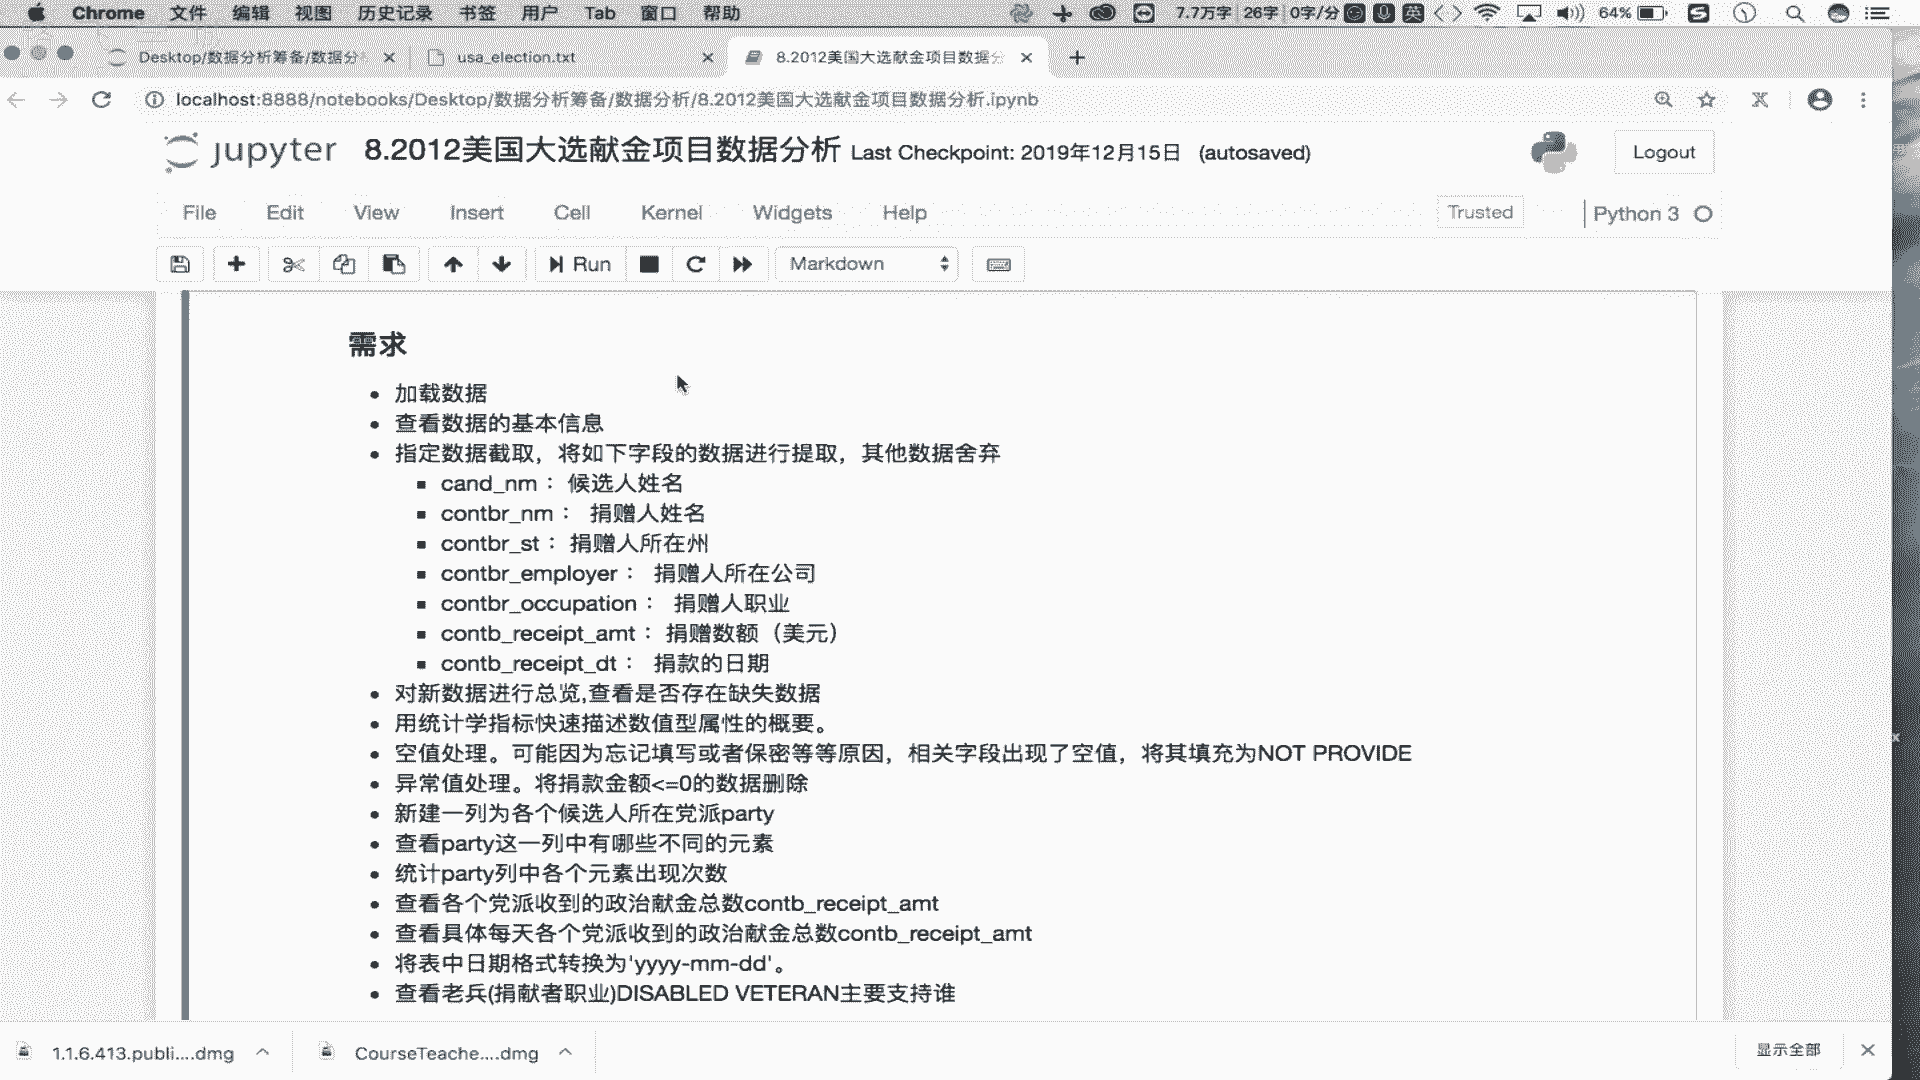 Chrome 文件 编辑 视图 历史记录 书签 用户 Tab 窗口 帮助 7.7万字 26字 0字/分 英 64%
Desktop/数据分析筹备/数据分 usa_election.txt 8.2012美国大选献金项目数据分
localhost:8888/notebooks/Desktop/数据分析筹备/数据分析/8.2012美国大选献金项目数据分析.ipynb
jupyter 8.2012美国大选献金项目数据分析 Last Checkpoint: 2019年12月15日 (autosaved) Logout
File Edit View Insert Cell Kernel Widgets Help Trusted Python 3
Run Markdown
需求
加载数据
查看数据的基本信息
指定数据截取，将如下字段的数据进行提取，其他数据舍弃
cand_nm： 候选人姓名
contbr_nm： 捐赠人姓名
contbr_st： 捐赠人所在州
contbr_employer： 捐赠人所在公司
contbr_occupation： 捐赠人职业
contb_receipt_amt： 捐赠数额（美元）
contb_receipt_dt： 捐款的日期
对新数据进行总览,查看是否存在缺失数据
用统计学指标快速描述数值型属性的概要。
空值处理。可能因为忘记填写或者保密等等原因，相关字段出现了空值，将其填充为NOT PROVIDE
异常值处理。将捐款金额<=0的数据删除
新建一列为各个候选人所在党派party
查看party这一列中有哪些不同的元素
统计party列中各个元素出现次数
查看各个党派收到的政治献金总数contb_receipt_amt
查看具体每天各个党派收到的政治献金总数contb_receipt_amt
将表中日期格式转换为'yyyy-mm-dd'。
查看老兵(捐献者职业)DISABLED VETERAN主要支持谁
1.1.6.413.publi....dmg CourseTeache....dmg 显示全部